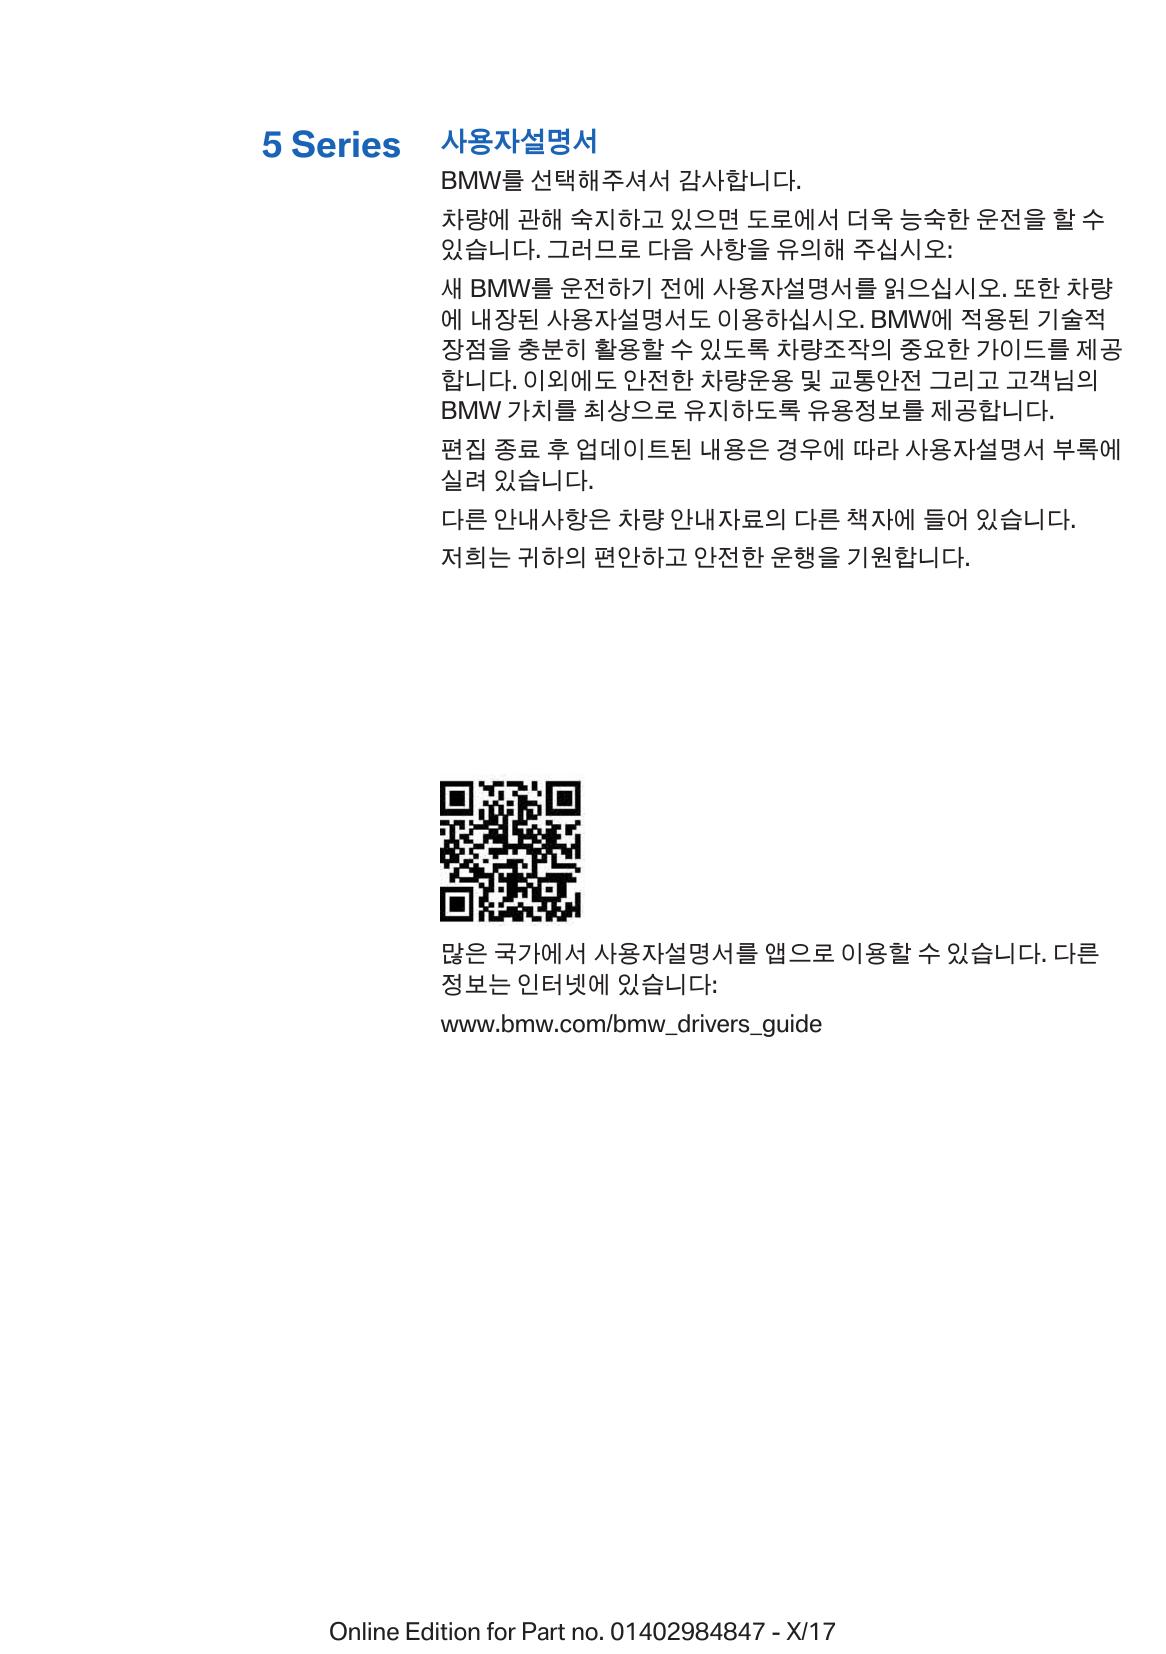 5 Series
사용자설명서
BMW를 선택해주셔서 감사합니다.
차량에 관해 숙지하고 있으면 도로에서 더욱 능숙한 운전을 할 수
있습니다. 그러므로 다음 사항을 유의해 주십시오:
새 BMW를 운전하기 전에 사용자설명서를 읽으십시오. 또한 차량
에 내장된 사용자설명서도 이용하십시오. BMW에 적용된 기술적
장점을 충분히 활용할 수 있도록 차량조작의 중요한 가이드를 제공
합니다. 이외에도 안전한 차량운용 및 교통안전 그리고 고객님의
BMW 가치를 최상으로 유지하도록 유용정보를 제공합니다.
편집 종료 후 업데이트된 내용은 경우에 따라 사용자설명서 부록에
실려 있습니다.
다른 안내사항은 차량 안내자료의 다른 책자에 들어 있습니다.
저희는 귀하의 편안하고 안전한 운행을 기원합니다.
많은 국가에서 사용자설명서를 앱으로 이용할 수 있습니다. 다른
정보는 인터넷에 있습니다:
www.bmw.com/bmw_drivers_guide
Online Edition for Part no. 01402984847 - X/17